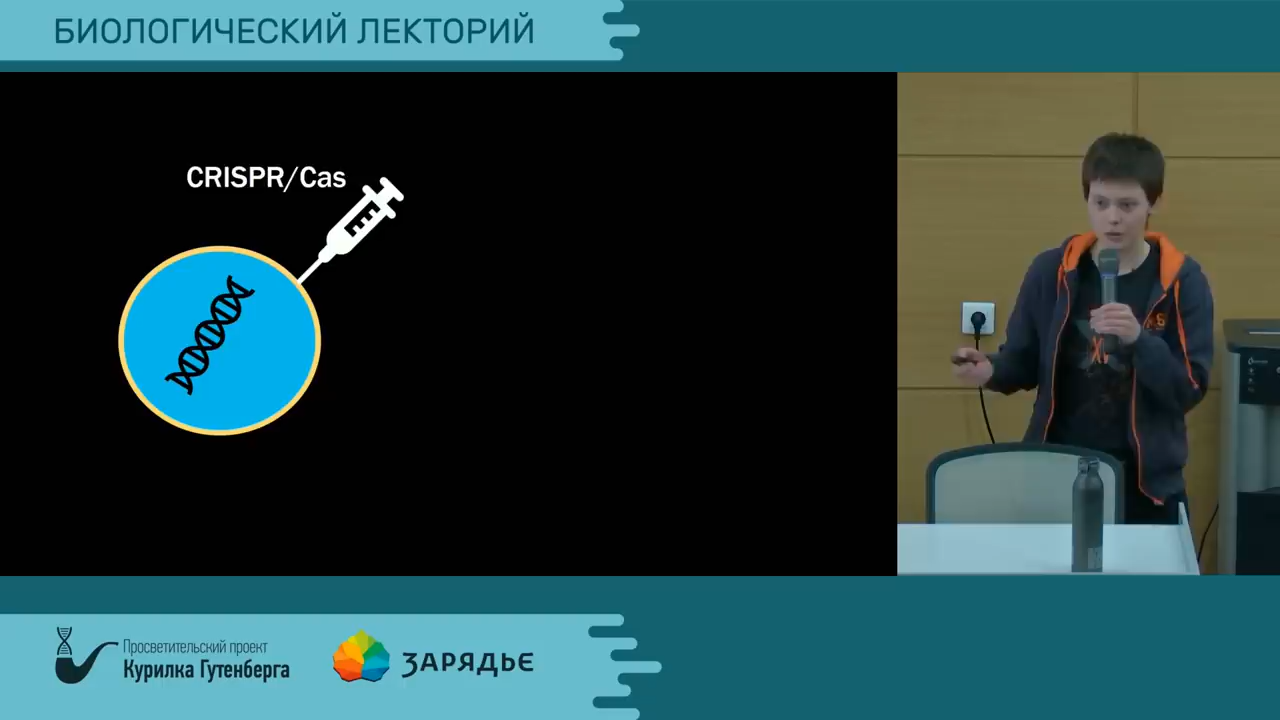 БИОЛОГИЧЕСКИЙ ЛЕКТОРИЙ
CRISPR/Cas
Просветительский проект
Курилка Гутенберга
ЗАРЯДЬЕ